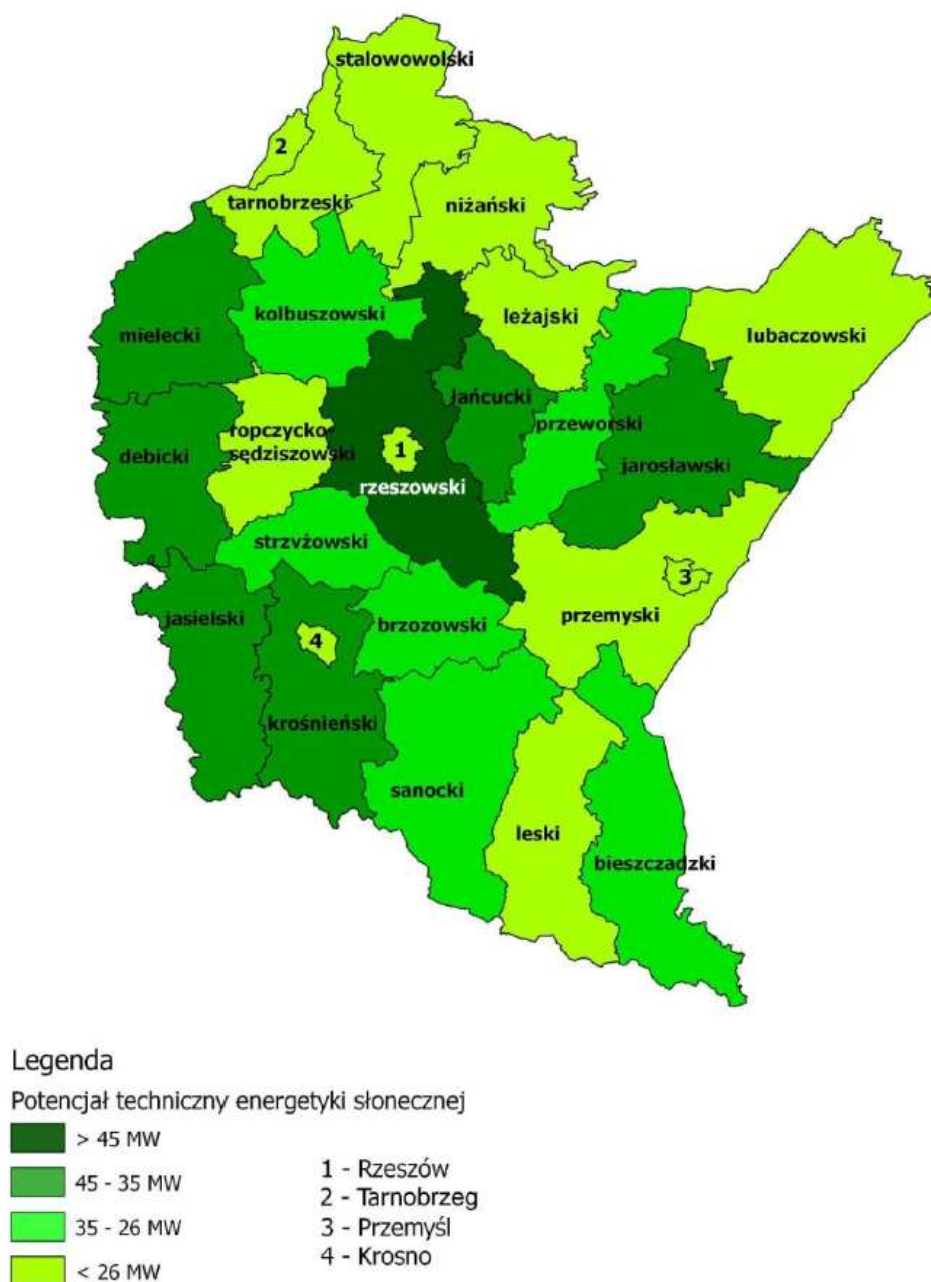 stalowowolski
2
tarnobrzeski
niżański
kolbuszowski
leżajski
mielecki
lubaczowski
łańcucki
ropczycko-
sędziszowski
przeworski
debicki
1
jarosławski
rzeszowski
strzyżowski
3
jasielski
przemyski
brzozowski
4
krośnieński
sanocki
leski
bieszczadzki
Legenda
Potencjał techniczny energetyki słonecznej
> 45 MW
45 - 35 MW
35 - 26 MW
< 26 MW
1 - Rzeszów
2 - Tarnobrzeg
3 - Przemyśl
4 - Krosno